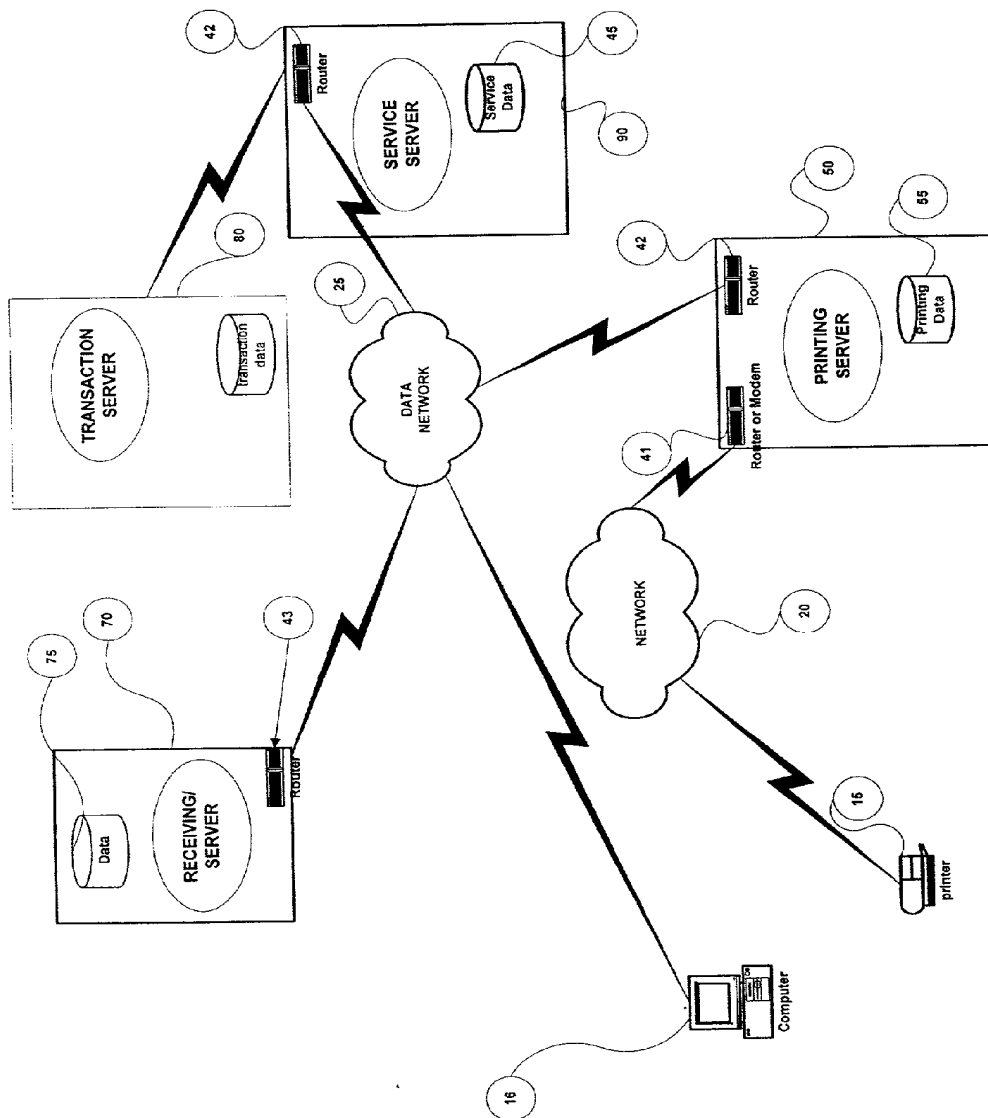 75
70
Data
RECEIVING/
SERVER
43
Router
80
TRANSACTION
SERVER
transaction
data
42
Router
SERVICE
SERVER
Service
Data
45
90
25
DATA
NETWORK
42
Router
41
Router or Modem
PRINTING
SERVER
Printing
Data
50
55
NETWORK
20
16
Computer
15
printer